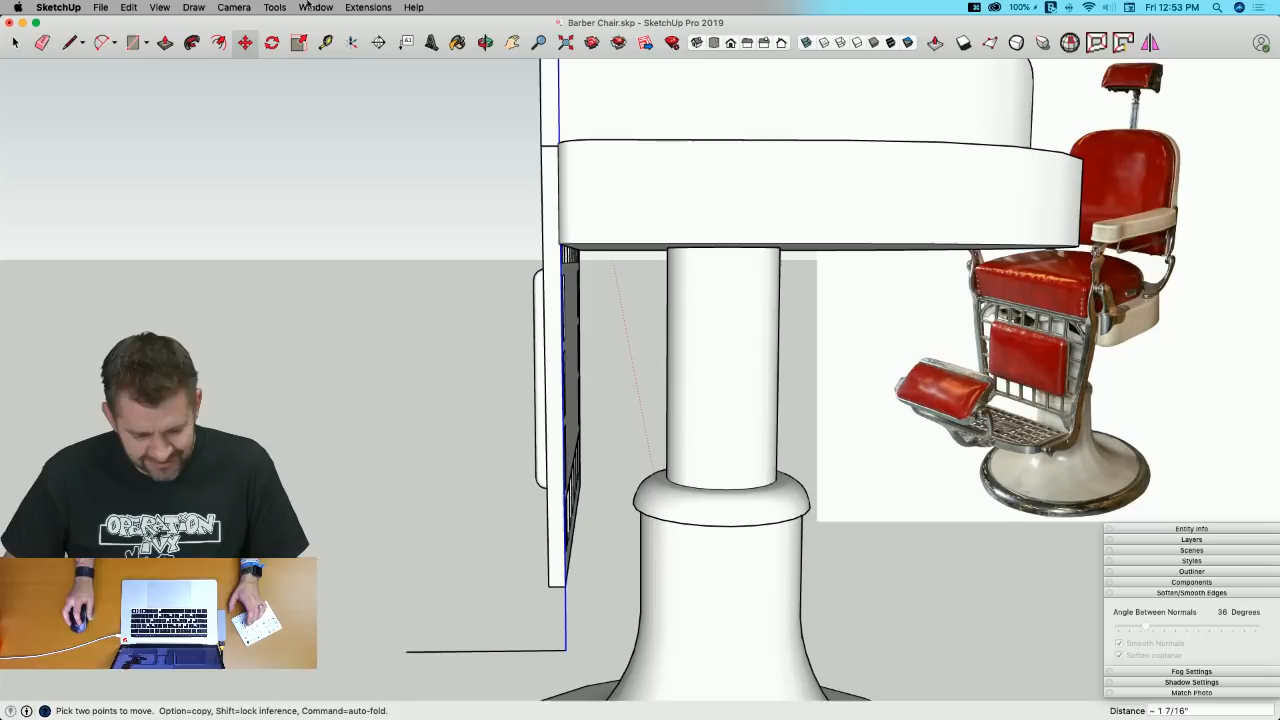 SketchUp File Edit View Draw Camera Tools Window Extensions Help
100% Fri 12:53 PM
Barber Chair.skp - SketchUp Pro 2019
OPERATION
IVY
Entity Info
Layers
Scenes
Styles
Outliner
Components
Soften/Smooth Edges
Angle Between Normals 36 Degrees
Smooth Normals
Soften coplanar
Fog Settings
Shadow Settings
Match Photo
Pick two points to move. Option=copy, Shift=lock inference, Command=auto-fold.
Distance ~ 1 7/16"